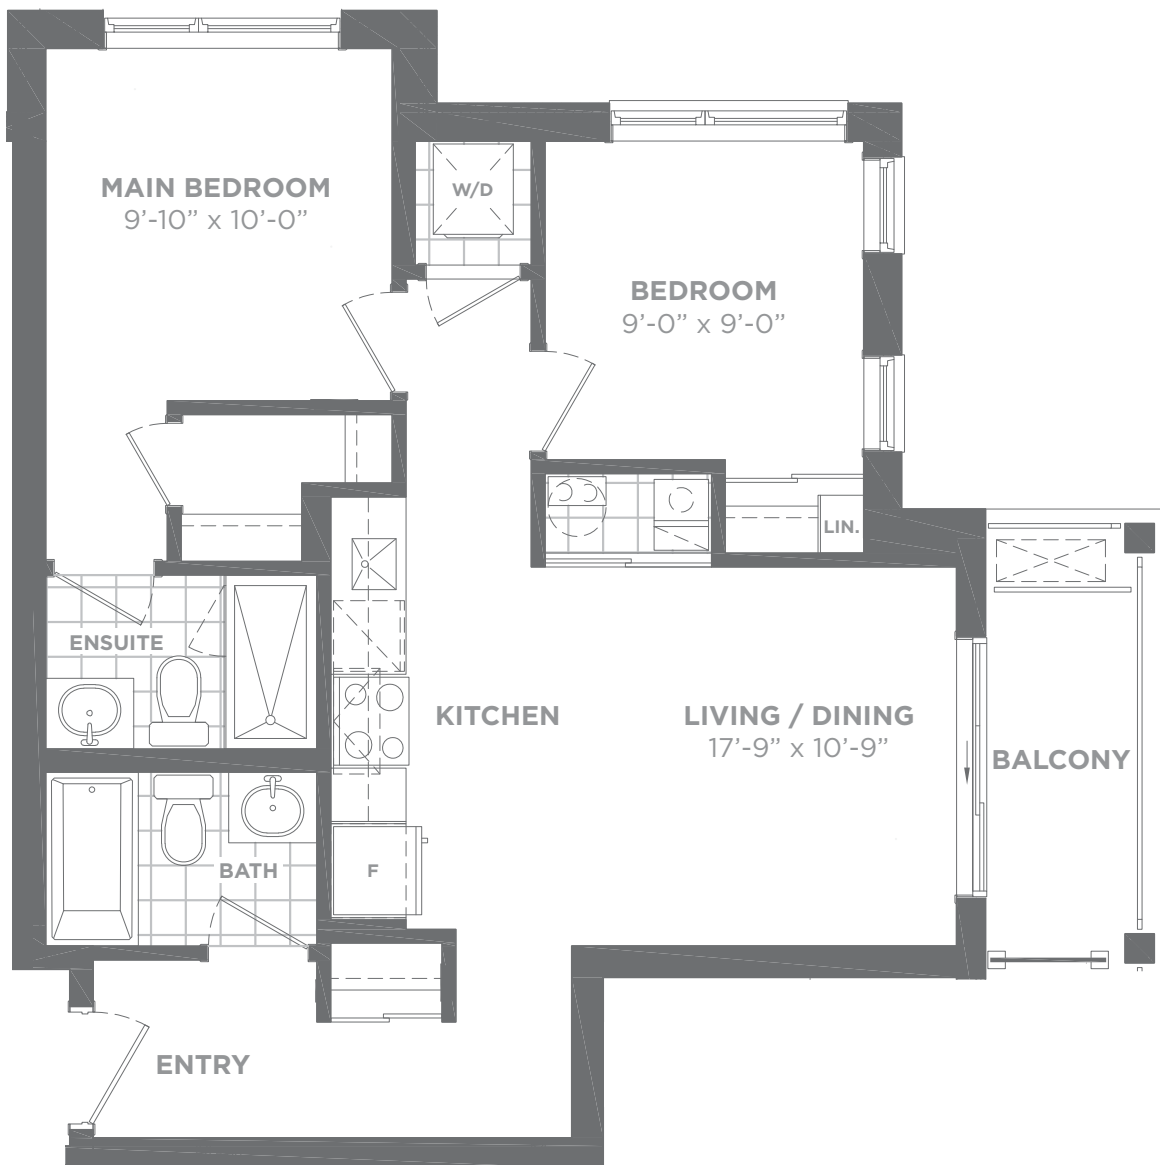 MAIN BEDROOM
9’-10” x 10’-0”
W/D
BEDROOM
9’-0” x 9’-0”
LIN.
ENSUITE
KITCHEN
LIVING / DINING
17’-9” x 10’-9”
BALCONY
BATH
F
ENTRY